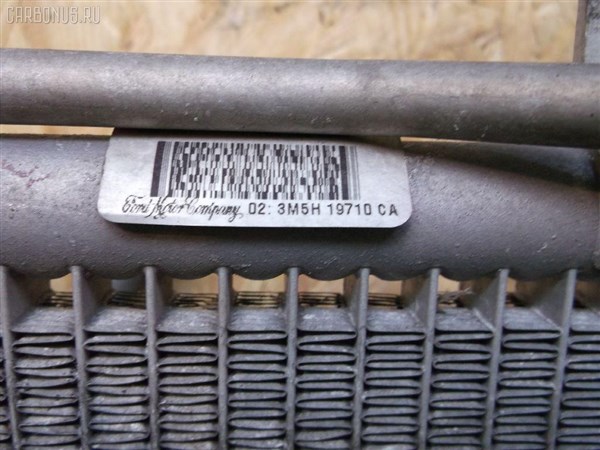 CARBONUS.RU
Ford Motor Company 02: 3M5H 19710 CA